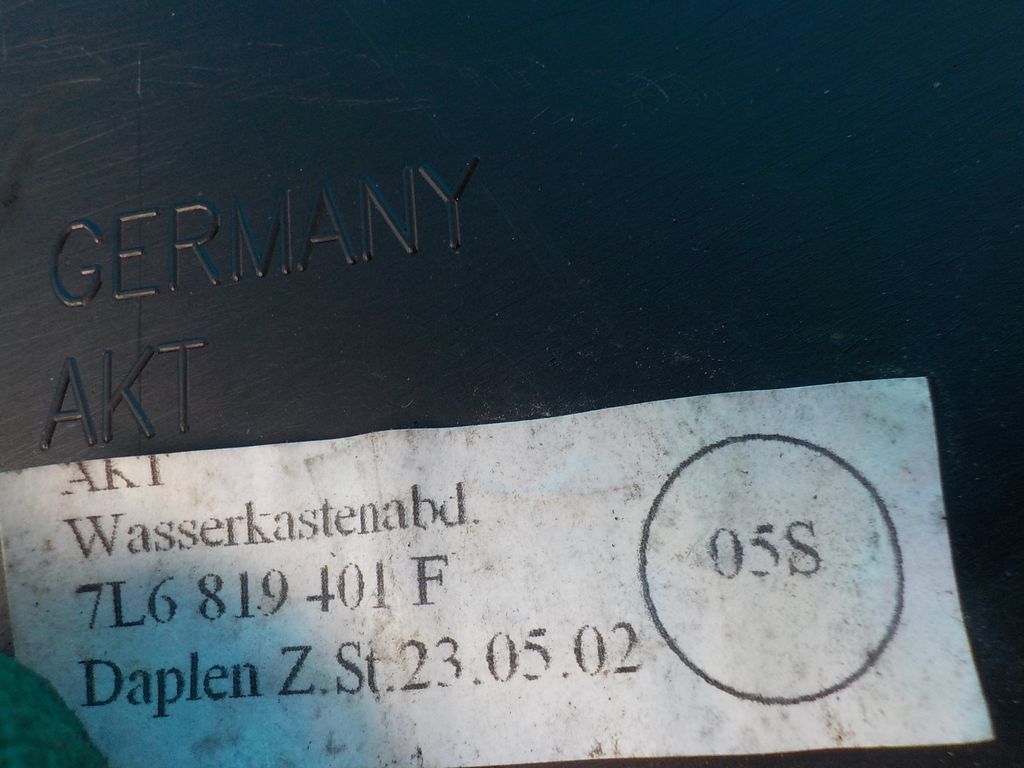 GERMANY
AKT
AKT
Wasserkastenabd.
7L6 819 401 F
Daplen Z.St.23.05.02
05S